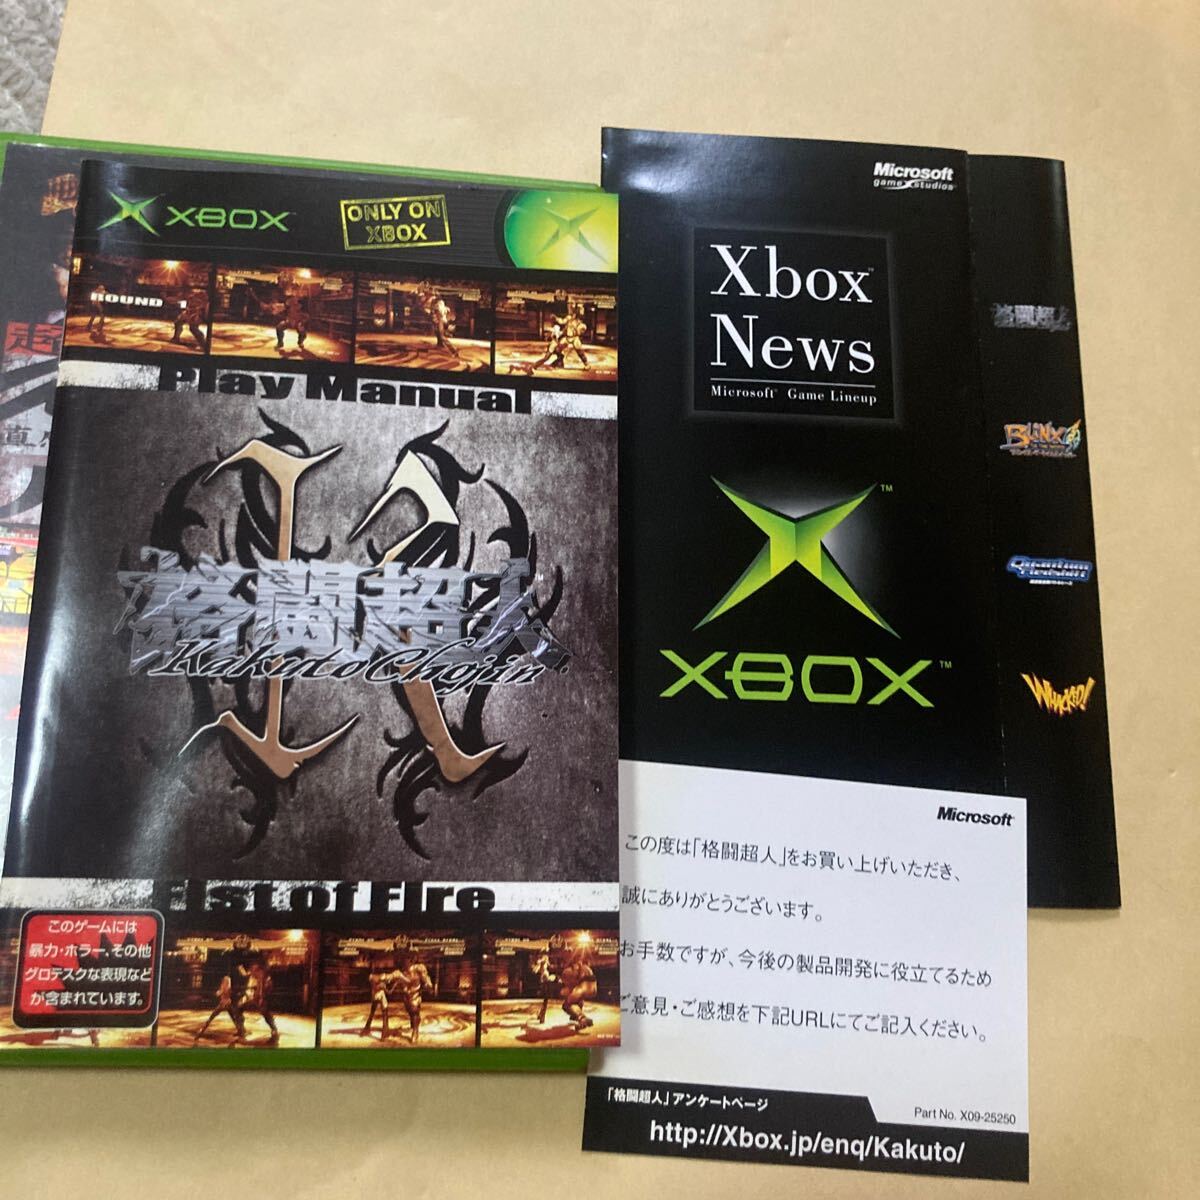 XBOX
ONLY ON
XBOX
ROUND 1
Play Manual
格闘超人
Kakuto Chojin
Fist of Fire
このゲームには
暴力・ホラー、その他
グロテスクな表現など
が含まれています。
Microsoft
game studios
Xbox
News
Microsoft Game Lineup
XBOX
格闘超人
BLiNX
Quantum
Redshift
WHACKED!
Microsoft
この度は「格闘超人」をお買い上げいただき、
誠にありがとうございます。
お手数ですが、今後の製品開発に役立てるため
ご意見・ご感想を下記URLにてご記入ください。
「格闘超人」アンケートページ
Part No. X09-25250
http://Xbox.jp/enq/Kakuto/